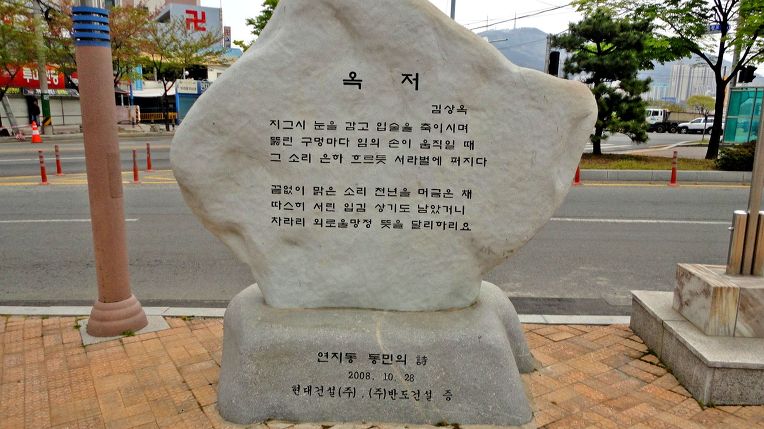 옥 저
김상옥
지그시 눈을 감고 입술을 축이시며
뚫린 구멍마다 임의 손이 움직일 때
그 소리 은하 흐르듯 서라벌에 퍼지다
끝없이 맑은 소리 천년을 머금은 채
따스히 서린 입김 상기도 남았거니
차라리 외로울망정 뜻을 달리하리요
연지동 동민의 詩
2008. 10. 28
현대건설(주), (주)반도건설 증